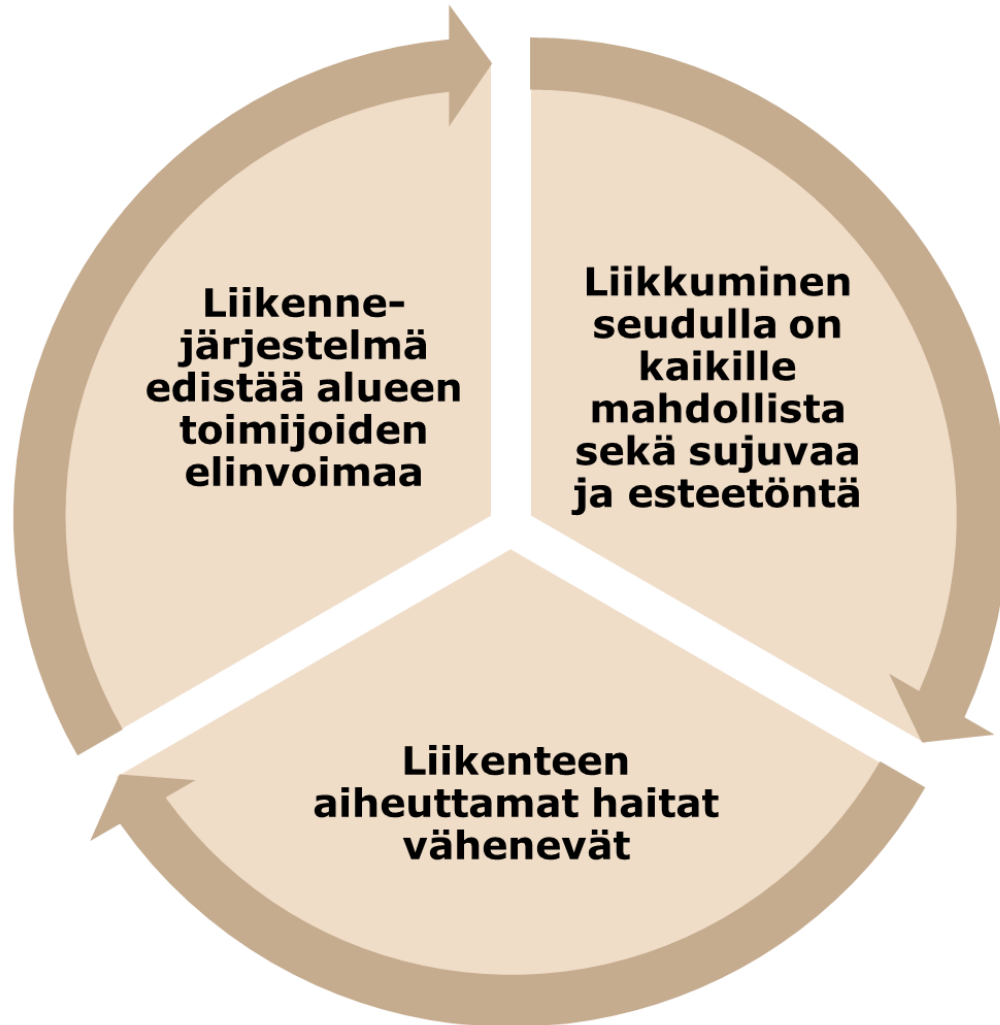 Liikenne-
järjestelmä
edistää alueen
toimijoiden
elinvoimaa
Liikkuminen
seudulla on
kaikille
mahdollista
sekä sujuvaa
ja esteetöntä
Liikenteen
aiheuttamat haitat
vähenevät